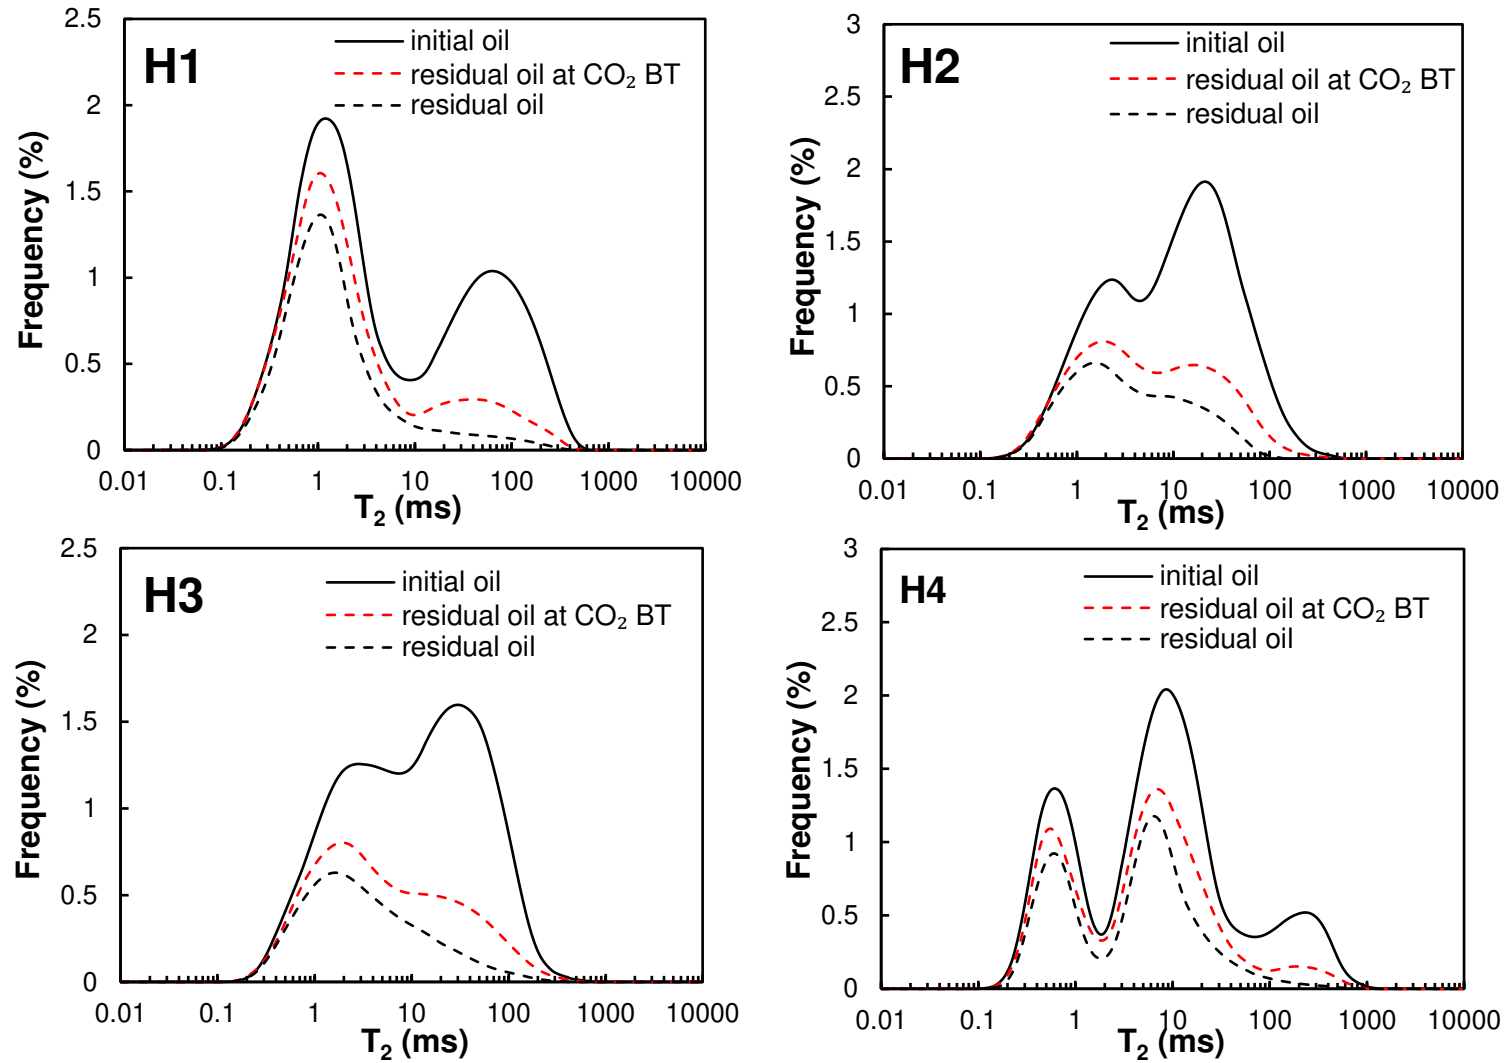 H1
initial oil
residual oil at CO₂ BT
residual oil
Frequency (%)
2.5
2
1.5
1
0.5
0
0.01 0.1 1 10 100 1000 10000
T₂ (ms)
H2
initial oil
residual oil at CO₂ BT
residual oil
Frequency (%)
3
2.5
2
1.5
1
0.5
0
0.01 0.1 1 10 100 1000 10000
T₂ (ms)
H3
initial oil
residual oil at CO₂ BT
residual oil
Frequency (%)
2.5
2
1.5
1
0.5
0
0.01 0.1 1 10 100 1000 10000
T₂ (ms)
H4
initial oil
residual oil at CO₂ BT
residual oil
Frequency (%)
3
2.5
2
1.5
1
0.5
0
0.01 0.1 1 10 100 1000 10000
T₂ (ms)